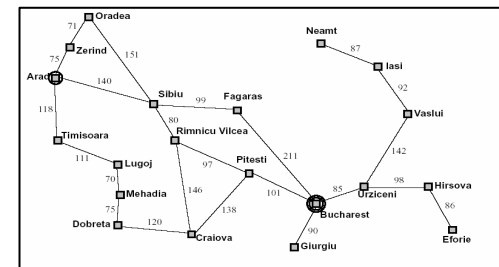 Oradea
71
Neamt
Zerind
87
75
151
Iasi
Arad
140
92
Sibiu
99
Fagaras
118
80
Vaslui
Timisoara
Rimnicu Vilcea
111
142
Lugoj
97
Pitesti
211
70
98
Hirsova
Mehadia
146
101
85
Urziceni
75
138
86
Bucharest
Dobreta
120
90
Craiova
Eforie
Giurgiu